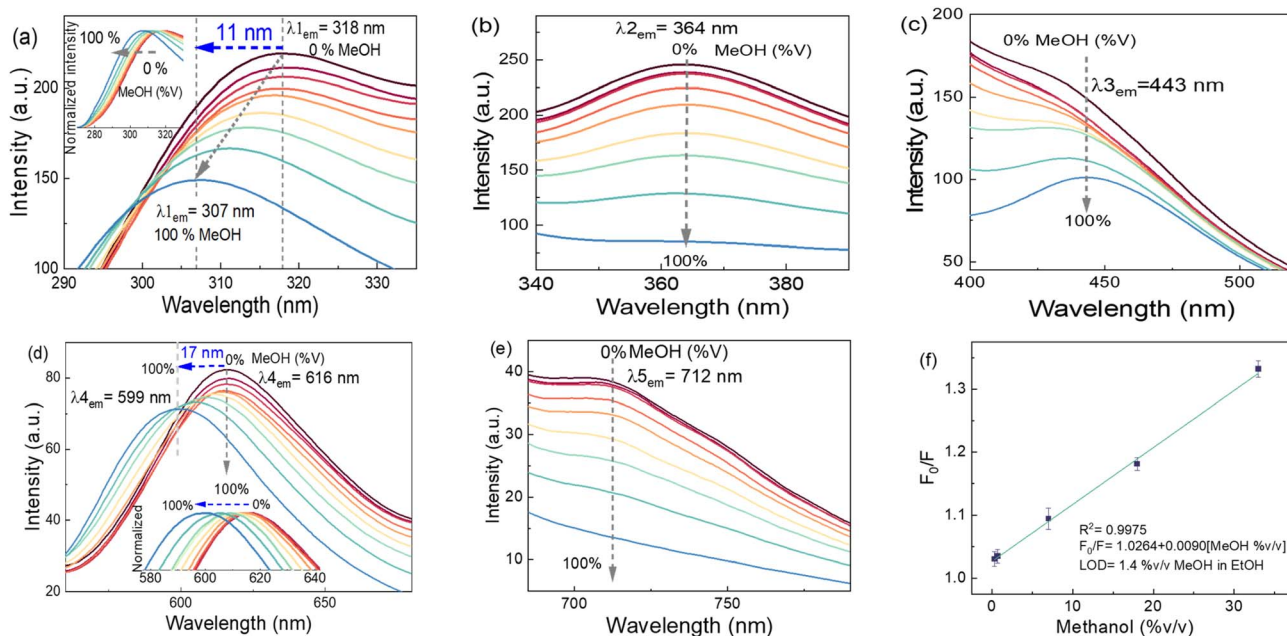 (a)
100 %
0 %
MeOH (%V)
Normalized intensity
280 300 320
11 nm
λ1em= 318 nm
0% MeOH
λ1em= 307 nm
100 % MeOH
Intensity (a.u.)
200
150
100
290 300 310 320 330
Wavelength (nm)
(b)
λ2em= 364 nm
0% MeOH (%V)
100%
Intensity (a.u.)
250
200
150
100
340 360 380
Wavelength (nm)
(c)
0% MeOH (%V)
λ3em=443 nm
100%
Intensity (a.u.)
200
150
100
50
400 450 500
Wavelength (nm)
(d)
17 nm
100%
0% MeOH (%V)
λ4em= 616 nm
λ4em= 599 nm
100%
100% 0%
Normalized
580 600 620 640
Intensity (a.u.)
80
60
40
20
600 650
Wavelength (nm)
(e)
0% MeOH (%V)
λ5em= 712 nm
100%
Intensity (a.u.)
40
30
20
10
700 750
Wavelength (nm)
(f)
F0/F
1.3
1.2
1.1
1.0
R2= 0.9975
F0/F= 1.0264+0.0090[MeOH %v/v]
LOD= 1.4 %v/v MeOH in EtOH
0 10 20 30
Methanol (%v/v)